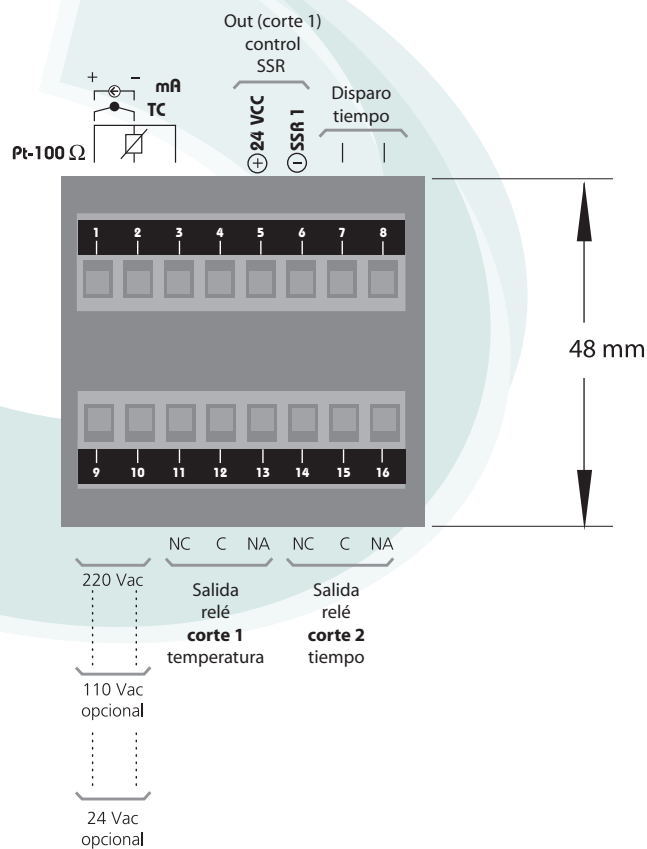 Out (corte 1)
control
SSR
+ − mA
TC
Pt-100 Ω
+ 24 VCC
− SSR 1
Disparo
tiempo
1 2 3 4 5 6 7 8
48 mm
9 10 11 12 13 14 15 16
NC C NA NC C NA
220 Vac
Salida
relé
corte 1
temperatura
Salida
relé
corte 2
tiempo
110 Vac
opcional
24 Vac
opcional